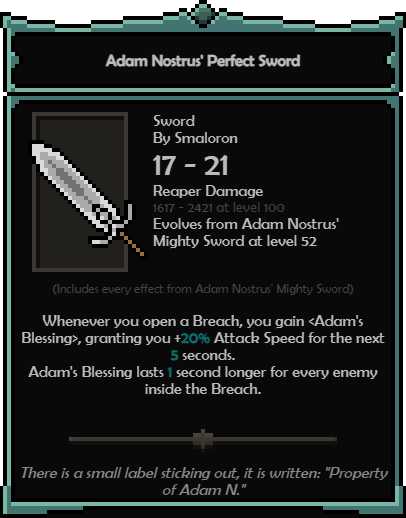 Adam Nostrus' Perfect Sword
Sword
By Smaloron
17 - 21
Reaper Damage
1617 - 2421 at level 100
Evolves from Adam Nostrus'
Mighty Sword at level 52
(Includes every effect from Adam Nostrus' Mighty Sword)
Whenever you open a Breach, you gain <Adam's
Blessing>, granting you +20% Attack Speed for the next
5 seconds.
Adam's Blessing lasts 1 second longer for every enemy
inside the Breach.
There is a small label sticking out, it is written: "Property
of Adam N."